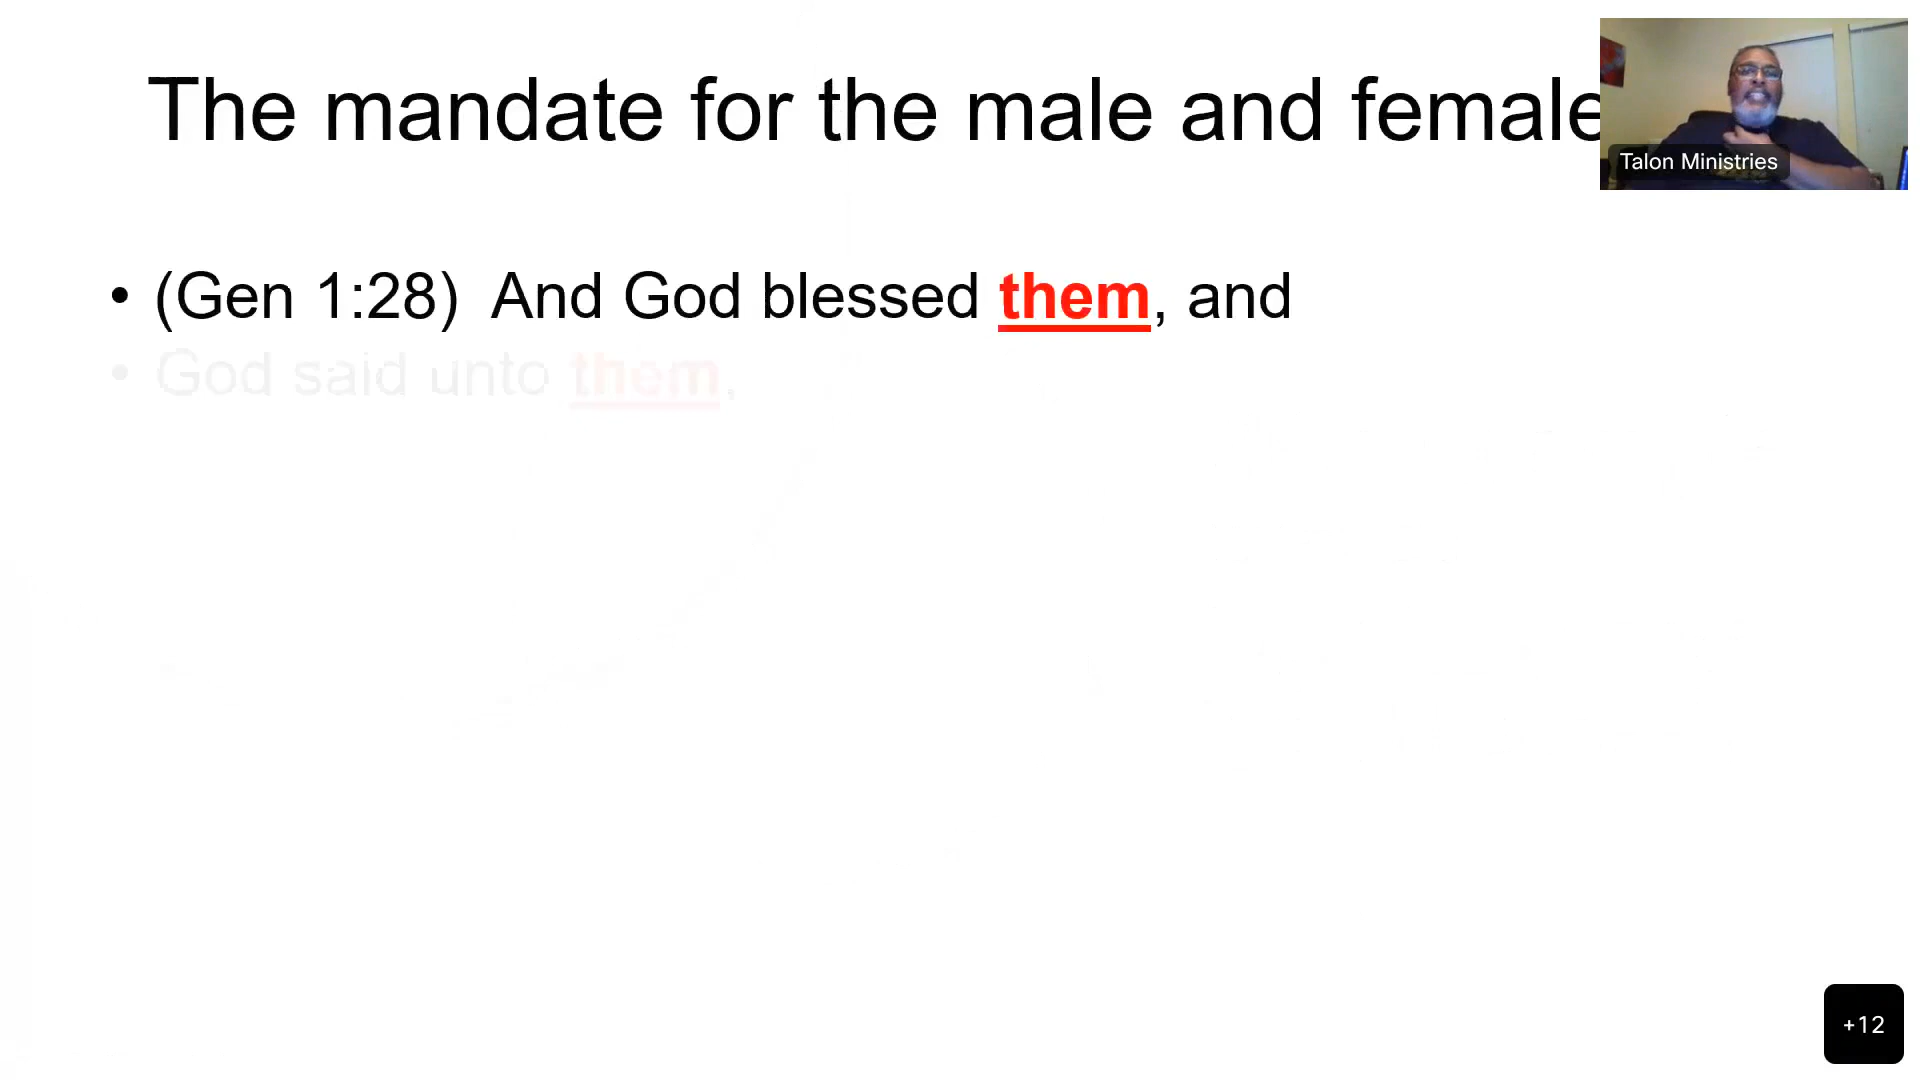 The mandate for the male and female
Talon Ministries
• (Gen 1:28)  And God blessed them, and
• God said unto them,
+12